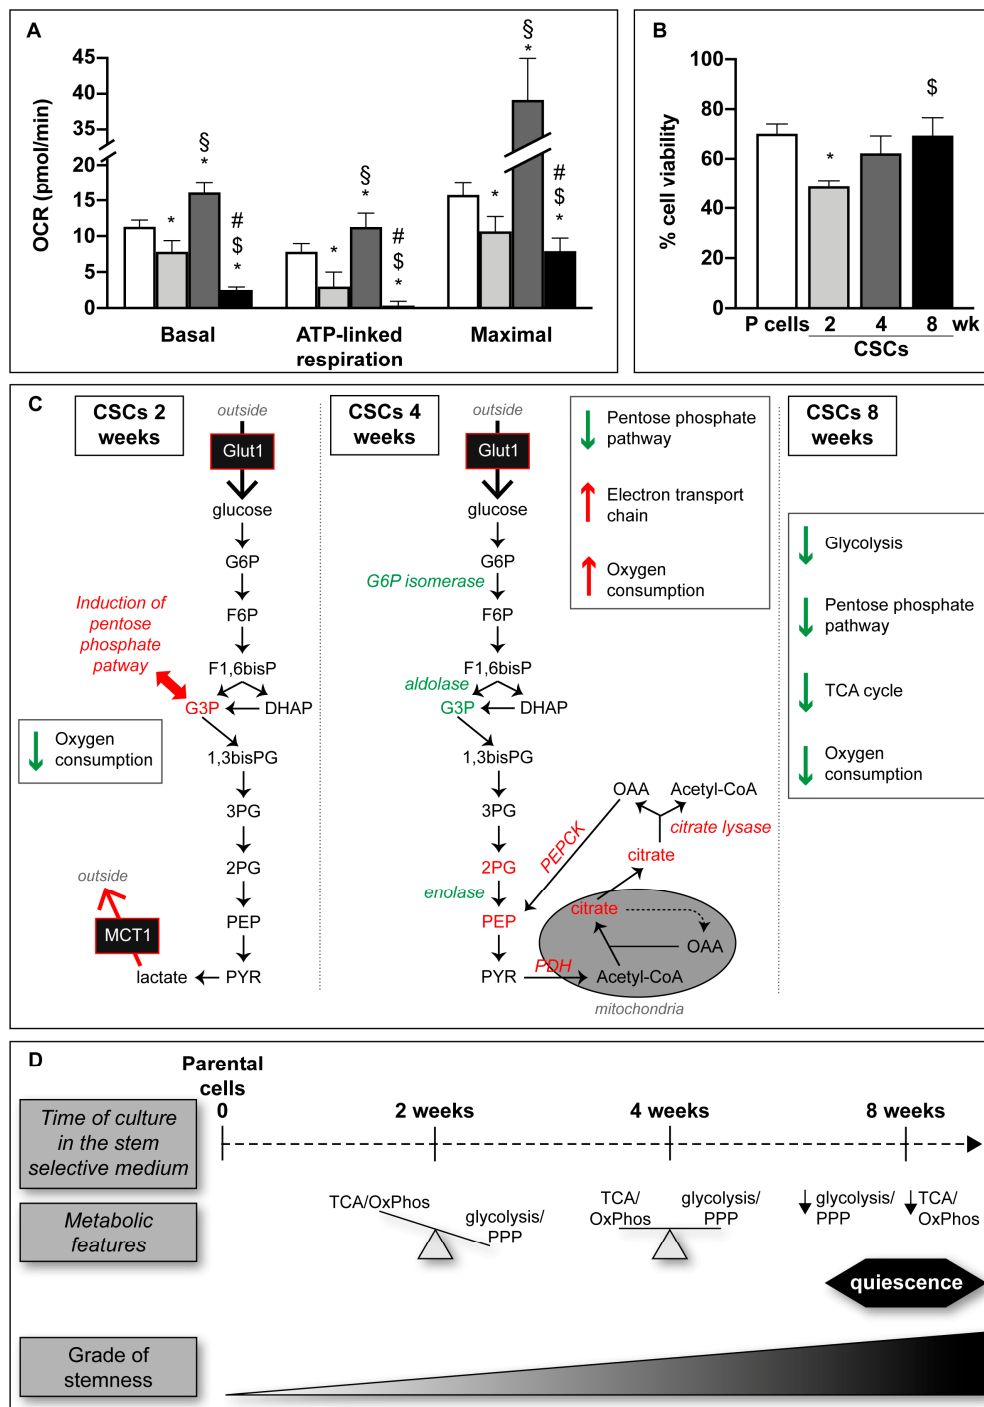 A
OCR (pmol/min)
45
40
35
20
15
10
5
0
§
*
*
#
$
*
§
*
*
#
$
*
§
*
*
#
$
*
Basal
ATP-linked
respiration
Maximal
B
% cell viability
100
80
60
40
20
0
*
$
P cells 2 4 8 wk
CSCs
C
CSCs 2
weeks
outside
Glut1
glucose
G6P
F6P
F1,6bisP
Induction of
pentose
phosphate
patway
G3P
DHAP
Oxygen
consumption
1,3bisPG
3PG
2PG
PEP
PYR
lactate
MCT1
outside
CSCs 4
weeks
outside
Glut1
glucose
G6P
G6P isomerase
F6P
F1,6bisP
aldolase
G3P
DHAP
1,3bisPG
3PG
2PG
enolase
PEP
PYR
PDH
Acetyl-CoA
OAA
citrate
mitochondria
citrate
citrate lysase
OAA
Acetyl-CoA
PEPCK
Pentose phosphate
pathway
Electron transport
chain
Oxygen
consumption
CSCs 8
weeks
Glycolysis
Pentose phosphate
pathway
TCA cycle
Oxygen
consumption
D
Parental
cells
0
2 weeks
4 weeks
8 weeks
Time of culture
in the stem
selective medium
Metabolic
features
TCA/OxPhos
glycolysis/
PPP
TCA/
OxPhos
glycolysis/
PPP
glycolysis/
PPP
TCA/
OxPhos
quiescence
Grade of
stemness